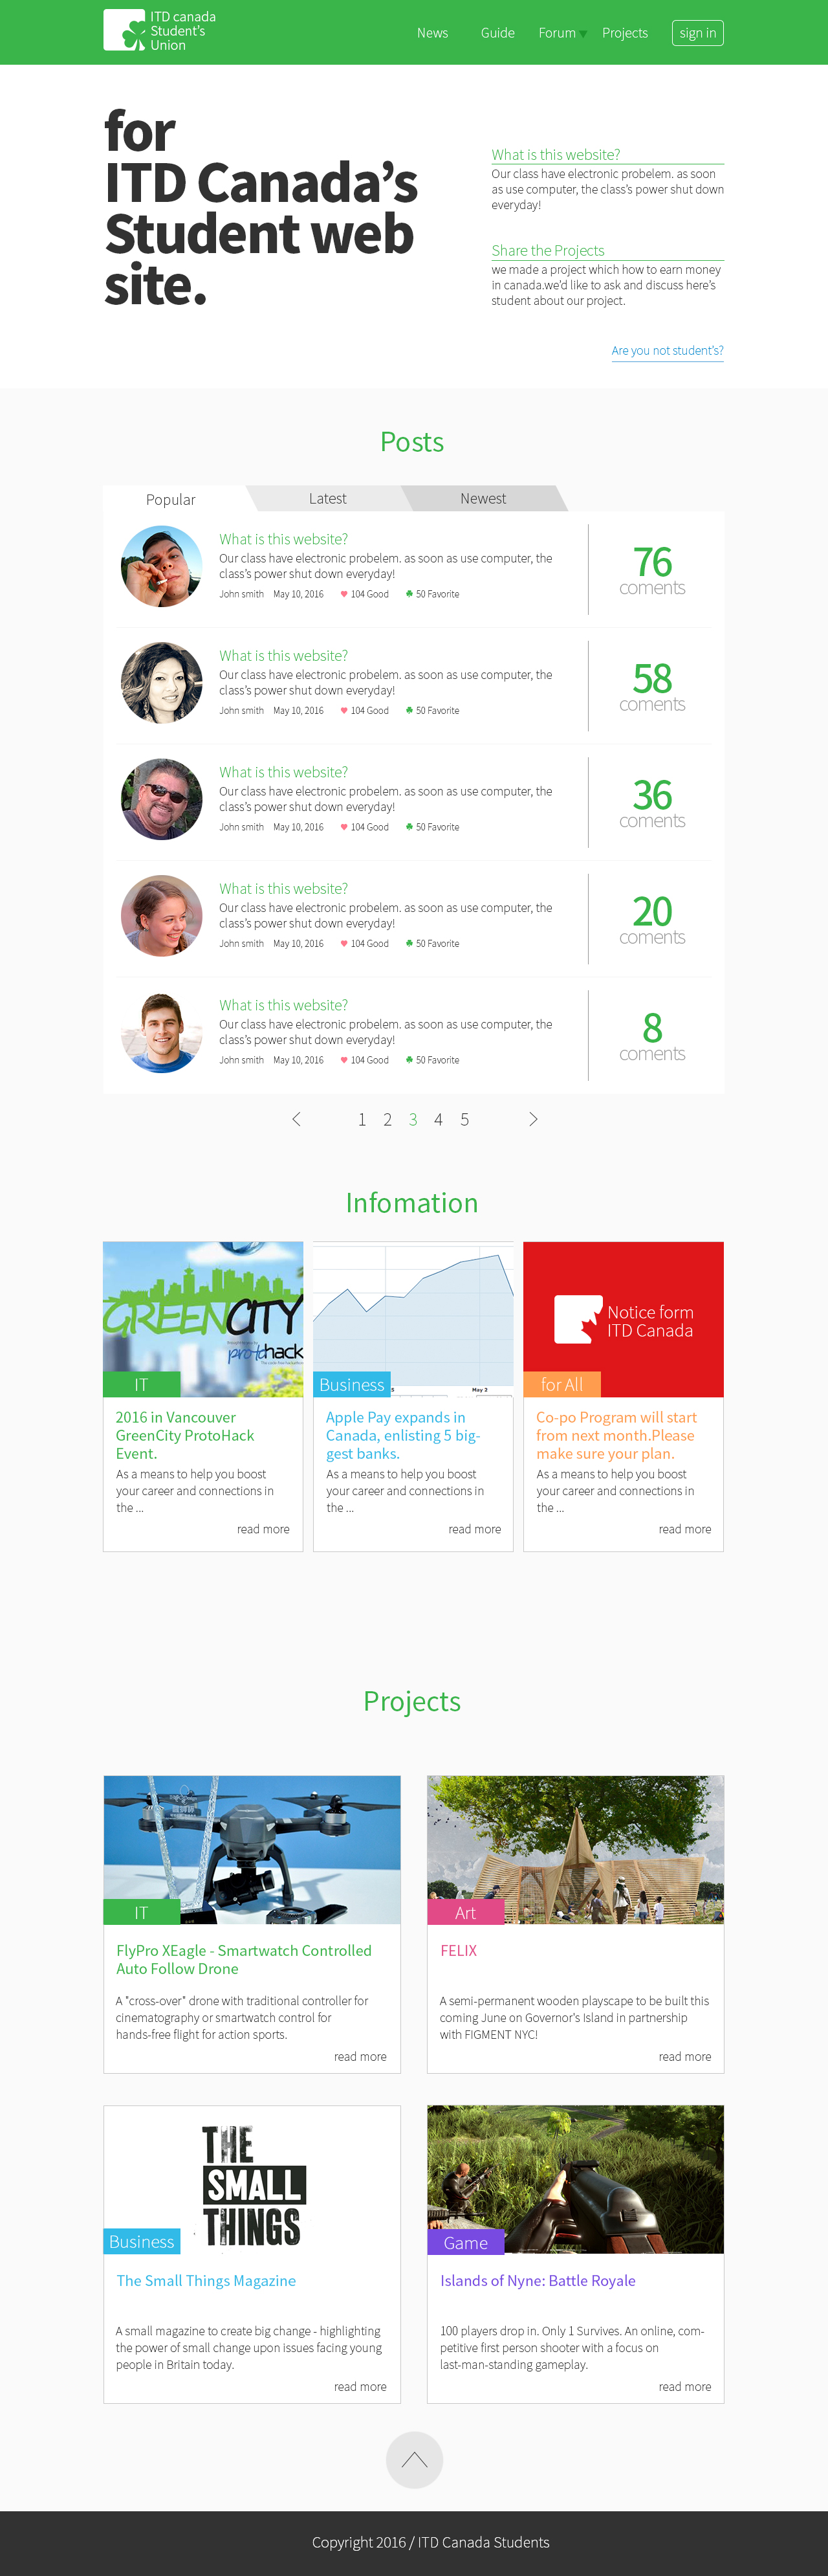 ITD canada
Student's
Union
News
Guide
Forum
Projects
sign in
for
ITD Canada's
Student web
site.
What is this website?
Our class have electronic probelem. as soon
as use computer, the class's power shut down
everyday!
Share the Projects
we made a project which how to earn money
in canada.we'd like to ask and discuss here's
student about our project.
Are you not student's?
Posts
Popular
Latest
Newest
What is this website?
Our class have electronic probelem. as soon as use computer, the
class's power shut down everyday!
John smith May 10, 2016 104 Good 50 Favorite
76
coments
What is this website?
Our class have electronic probelem. as soon as use computer, the
class's power shut down everyday!
John smith May 10, 2016 104 Good 50 Favorite
58
coments
What is this website?
Our class have electronic probelem. as soon as use computer, the
class's power shut down everyday!
John smith May 10, 2016 104 Good 50 Favorite
36
coments
What is this website?
Our class have electronic probelem. as soon as use computer, the
class's power shut down everyday!
John smith May 10, 2016 104 Good 50 Favorite
20
coments
What is this website?
Our class have electronic probelem. as soon as use computer, the
class's power shut down everyday!
John smith May 10, 2016 104 Good 50 Favorite
8
coments
1 2 3 4 5
Infomation
GREENCITY
protohack
IT
2016 in Vancouver
GreenCity ProtoHack
Event.
As a means to help you boost
your career and connections in
the ...
read more
May 2
Business
Apple Pay expands in
Canada, enlisting 5 big-
gest banks.
As a means to help you boost
your career and connections in
the ...
read more
Notice form
ITD Canada
for All
Co-po Program will start
from next month.Please
make sure your plan.
As a means to help you boost
your career and connections in
the ...
read more
Projects
IT
FlyPro XEagle - Smartwatch Controlled
Auto Follow Drone
A "cross-over" drone with traditional controller for
cinematography or smartwatch control for
hands-free flight for action sports.
read more
Art
FELIX
A semi-permanent wooden playscape to be built this
coming June on Governor's Island in partnership
with FIGMENT NYC!
read more
THE
SMALL
THINGS
Business
The Small Things Magazine
A small magazine to create big change - highlighting
the power of small change upon issues facing young
people in Britain today.
read more
Game
Islands of Nyne: Battle Royale
100 players drop in. Only 1 Survives. An online, com-
petitive first person shooter with a focus on
last-man-standing gameplay.
read more
Copyright 2016 / ITD Canada Students